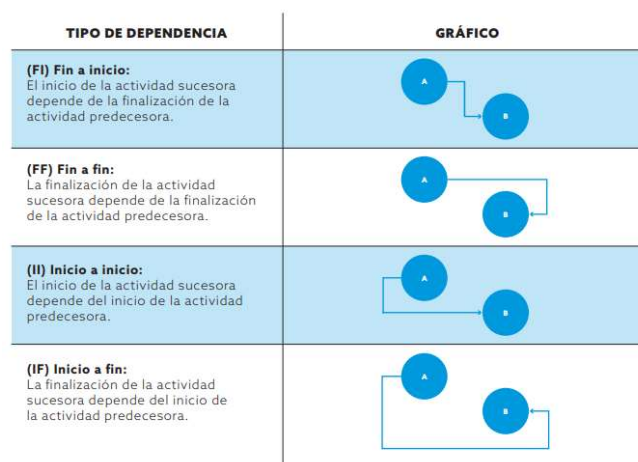 TIPO DE DEPENDENCIA
GRÁFICO
(FI) Fin a inicio:
El inicio de la actividad sucesora
depende de la finalización de la
actividad predecesora.
A
B
(FF) Fin a fin:
La finalización de la actividad
sucesora depende de la finalización
de la actividad predecesora.
A
B
(II) Inicio a inicio:
El inicio de la actividad sucesora
depende del inicio de la actividad
predecesora.
A
B
(IF) Inicio a fin:
La finalización de la actividad
sucesora depende del inicio de
la actividad predecesora.
A
B